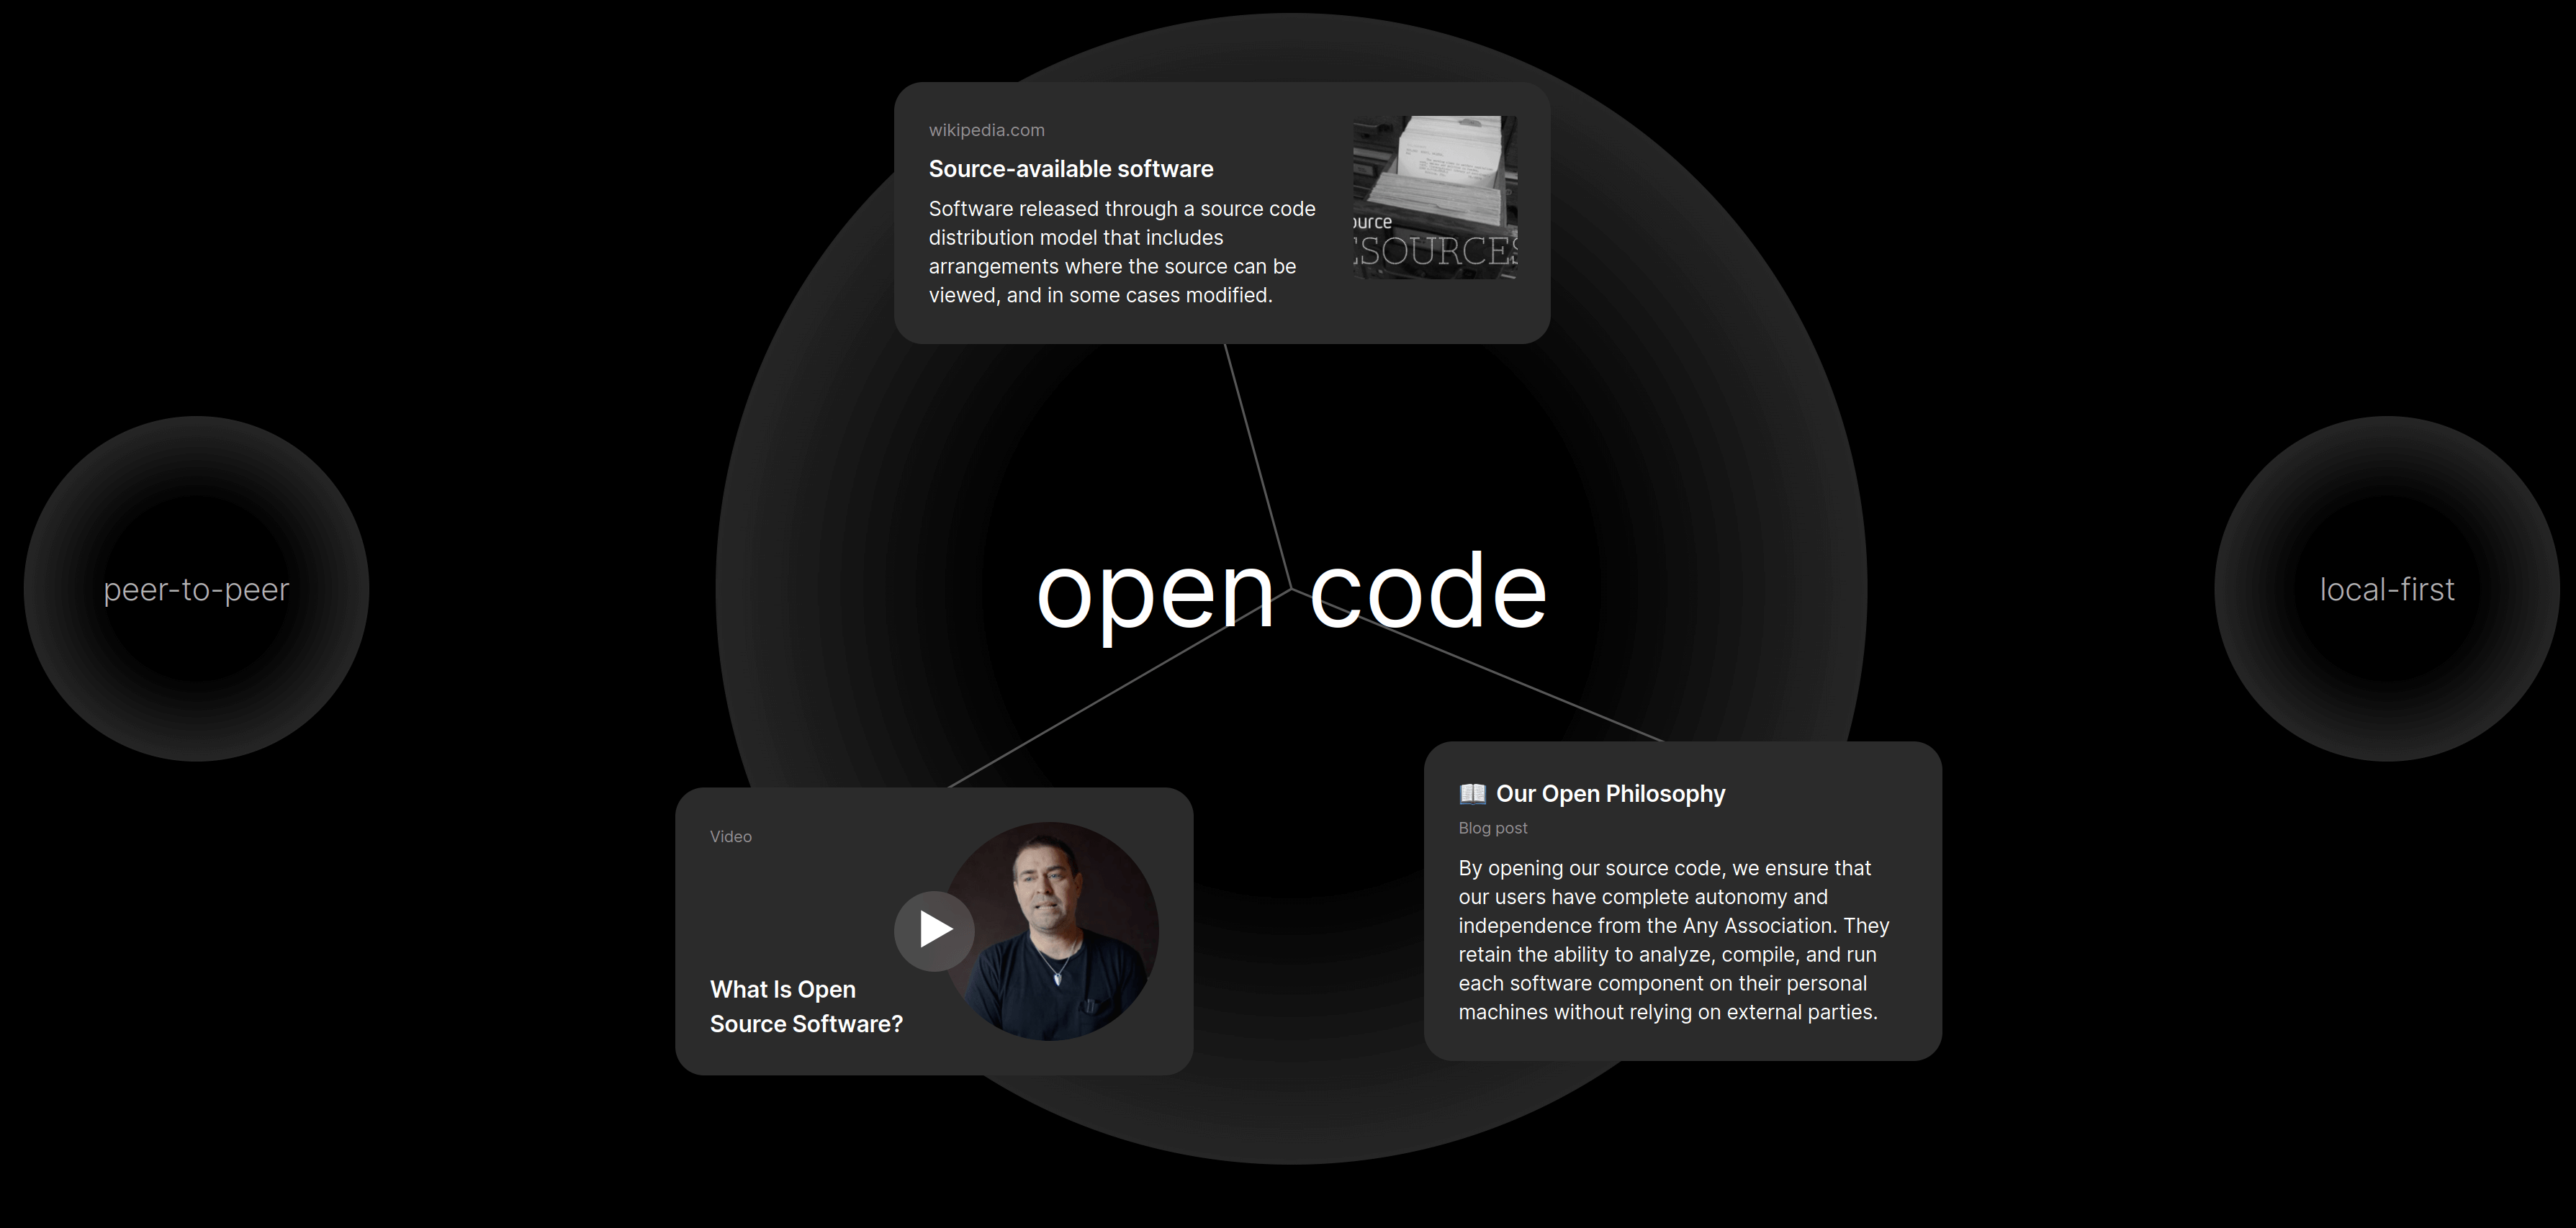 wikipedia.com
Source-available software
Software released through a source code
distribution model that includes
arrangements where the source can be
viewed, and in some cases modified.
ource
ESOURCES
peer-to-peer
open code
local-first
Video
What Is Open
Source Software?
📖 Our Open Philosophy
Blog post
By opening our source code, we ensure that
our users have complete autonomy and
independence from the Any Association. They
retain the ability to analyze, compile, and run
each software component on their personal
machines without relying on external parties.